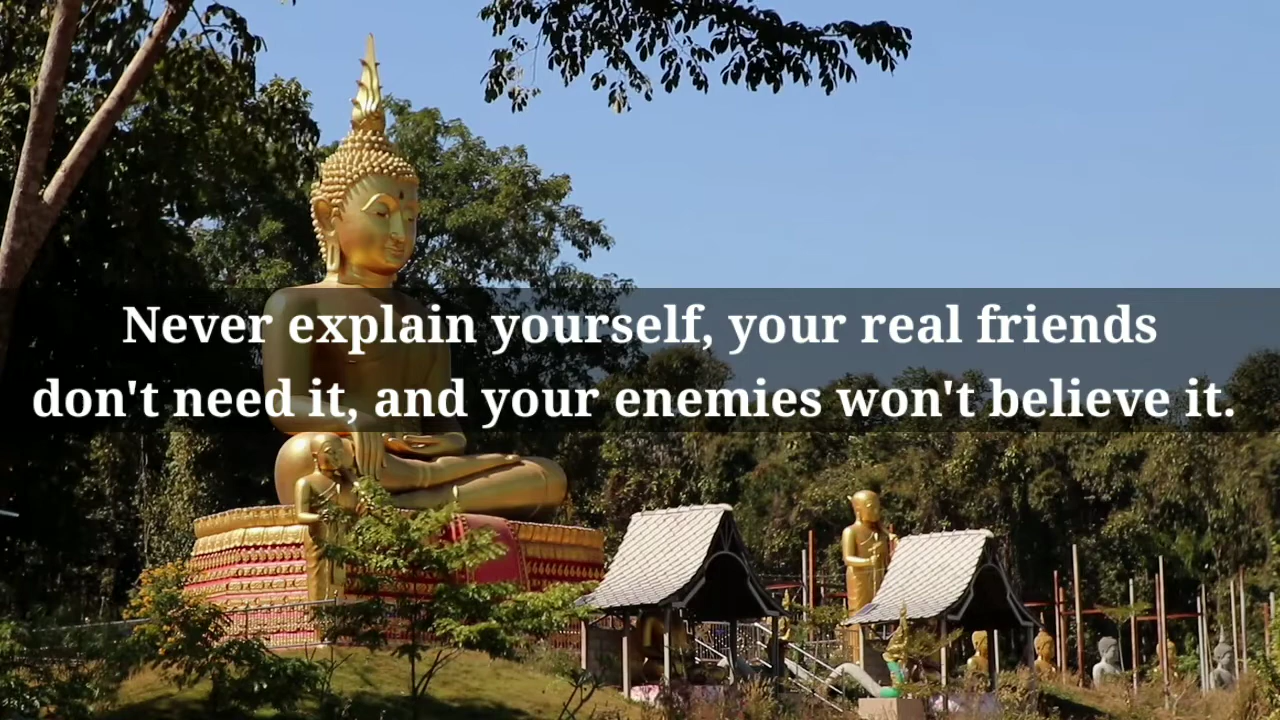 Never explain yourself, your real friends
don't need it, and your enemies won't believe it.